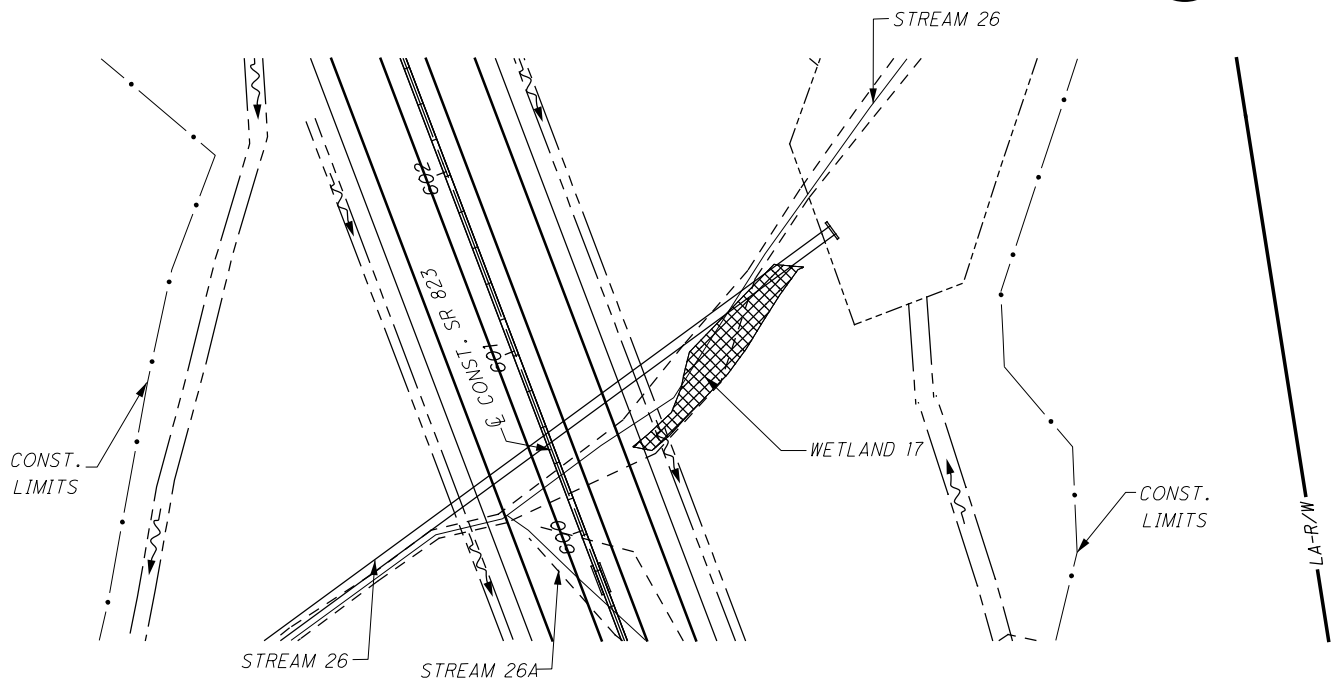 STREAM 26
602
℄ CONST. SR 823
601
CONST.
LIMITS
WETLAND 17
CONST.
LIMITS
600
LA-R/W
STREAM 26
STREAM 26A